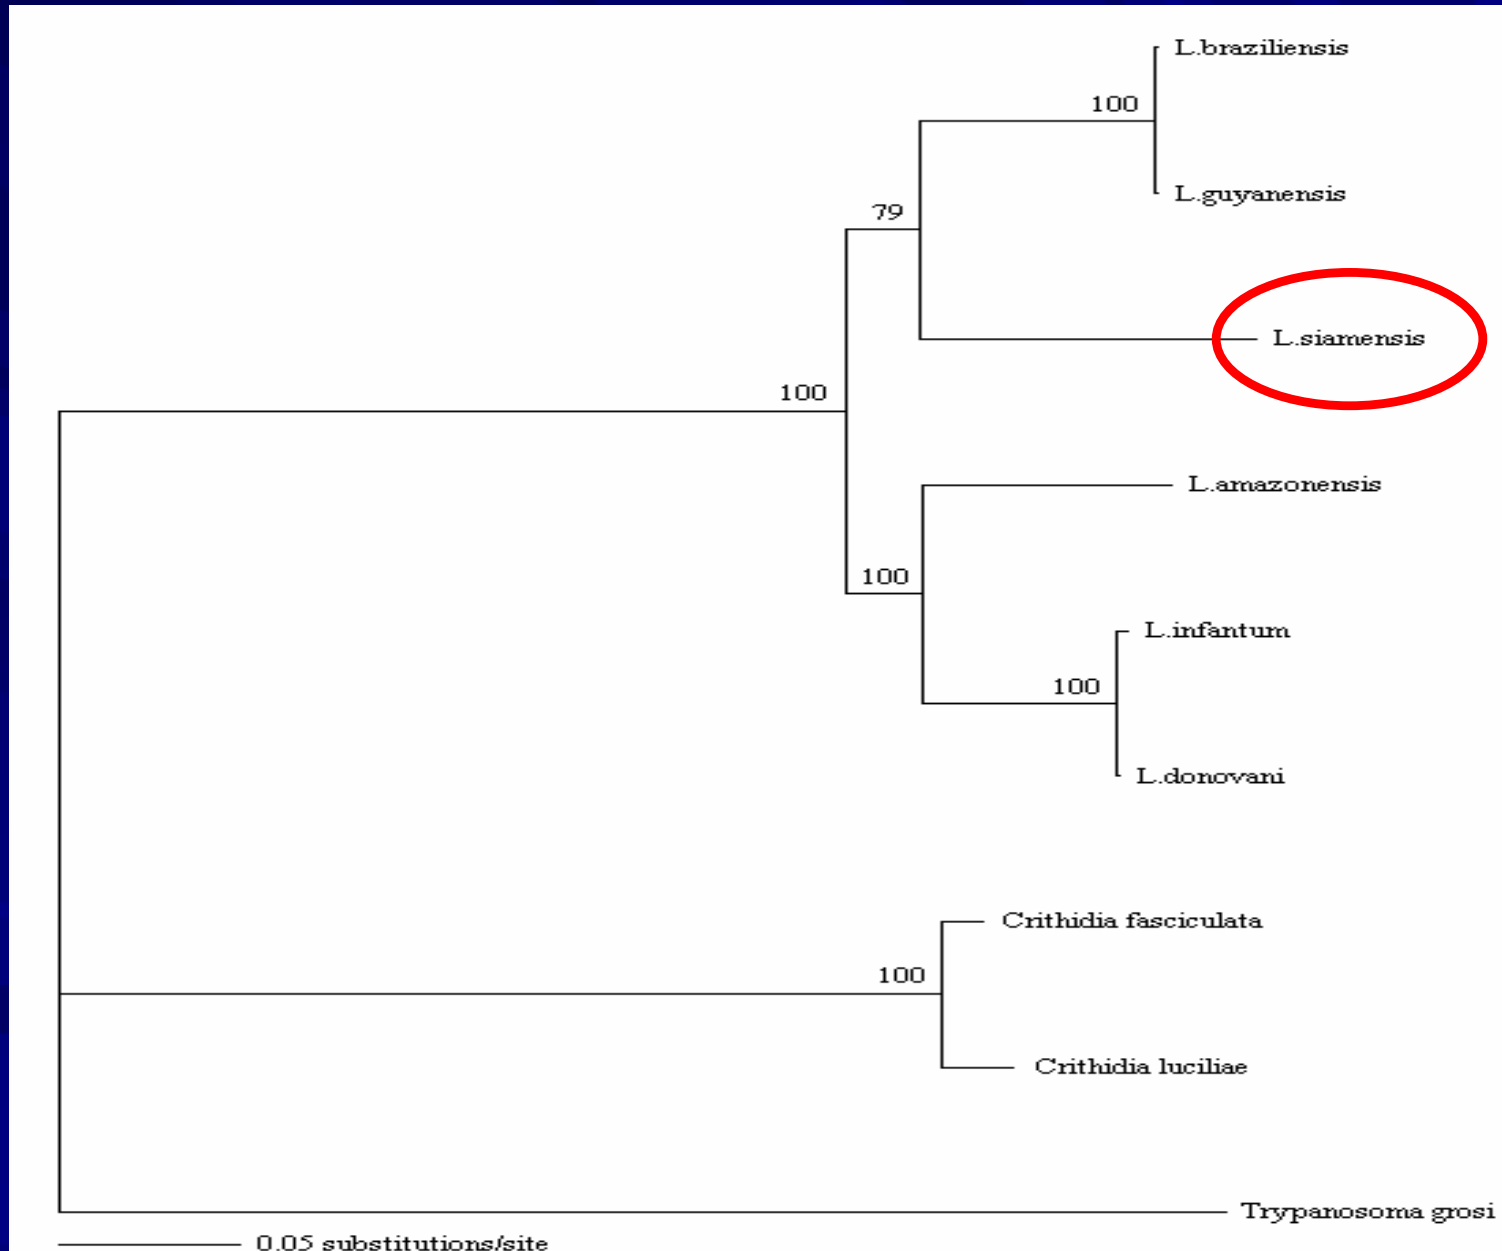 L.braziliensis
100
L.guyanensis
79
L.siamensis
100
L.amazonensis
100
L.infantum
100
L.donovani
Crithidia fasciculata
100
Crithidia luciliae
Trypanosoma grosi
0.05 substitutions/site